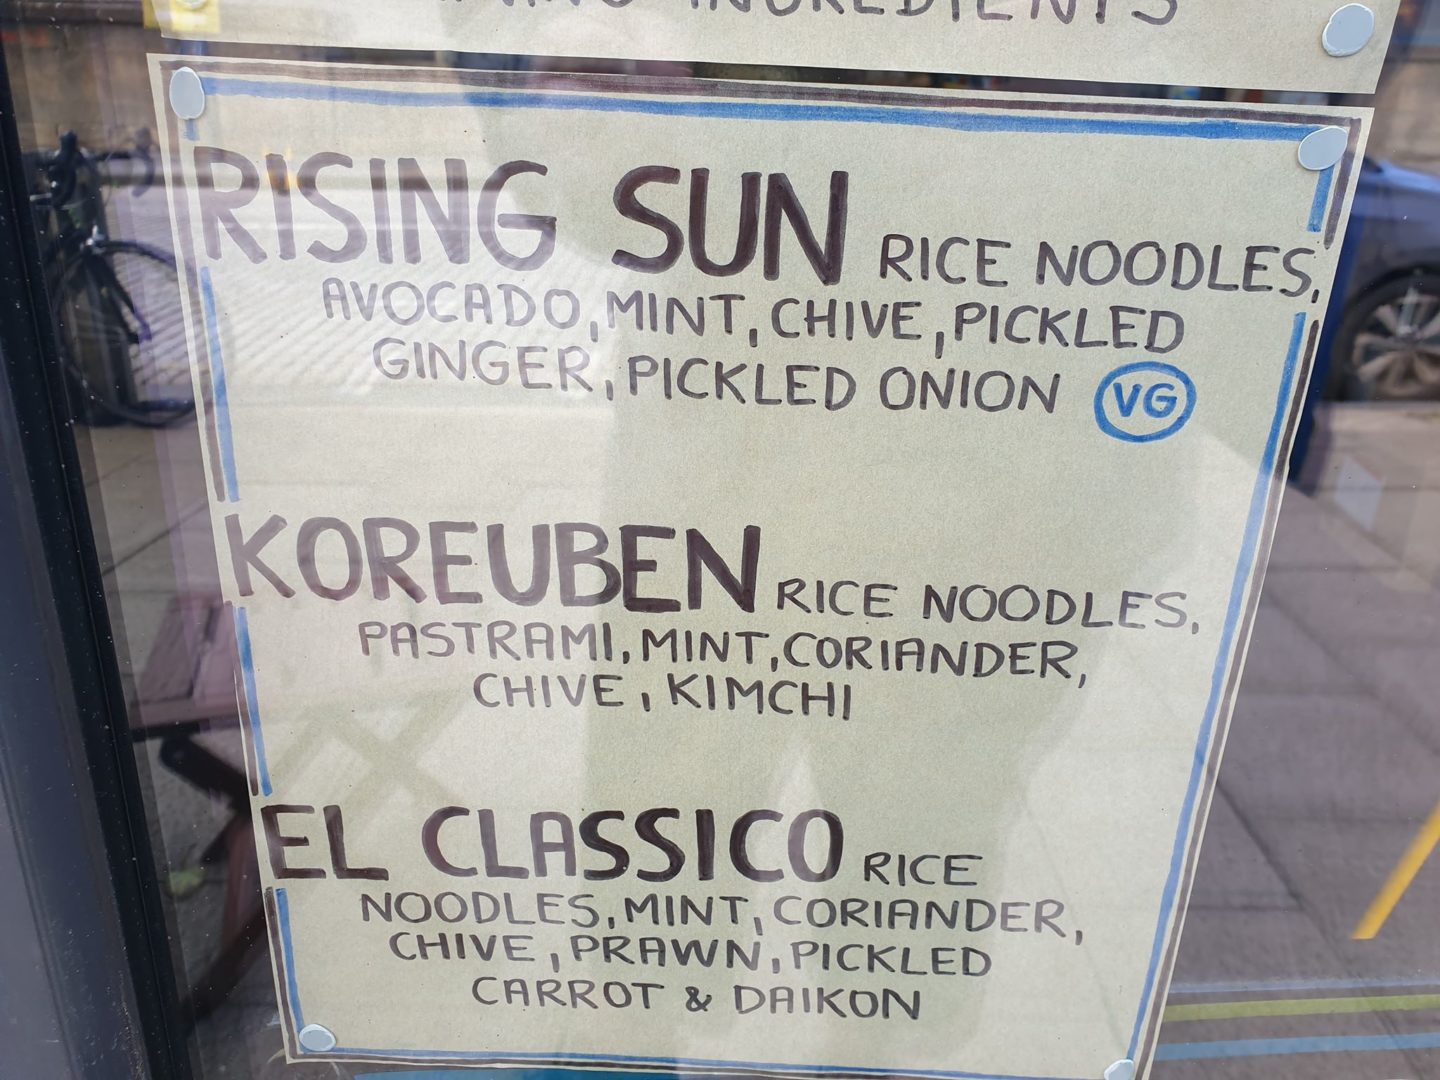 INGREDIENTS
RISING SUN RICE NOODLES,
AVOCADO, MINT, CHIVE, PICKLED
GINGER, PICKLED ONION VG
KOREUBEN RICE NOODLES,
PASTRAMI, MINT, CORIANDER,
CHIVE, KIMCHI
EL CLASSICO RICE
NOODLES, MINT, CORIANDER,
CHIVE, PRAWN, PICKLED
CARROT & DAIKON